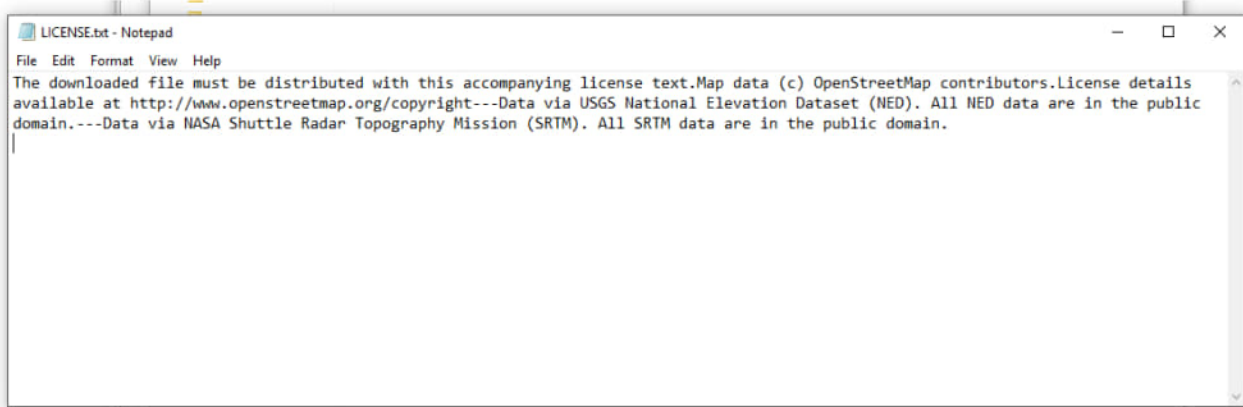 LICENSE.txt - Notepad
File Edit Format View Help
The downloaded file must be distributed with this accompanying license text.Map data (c) OpenStreetMap contributors.License details
available at http://www.openstreetmap.org/copyright---Data via USGS National Elevation Dataset (NED). All NED data are in the public
domain.---Data via NASA Shuttle Radar Topography Mission (SRTM). All SRTM data are in the public domain.